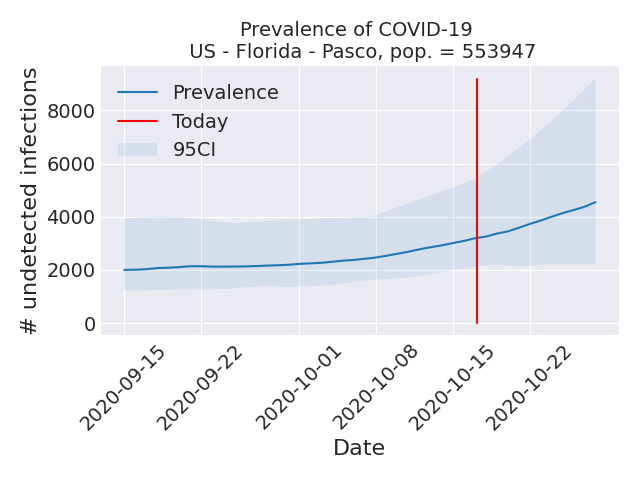 Prevalence of COVID-19
US - Florida - Pasco, pop. = 553947
# undetected infections
8000
6000
4000
2000
0
Prevalence
Today
95CI
2020-09-15
2020-09-22
2020-10-01
2020-10-08
2020-10-15
2020-10-22
Date